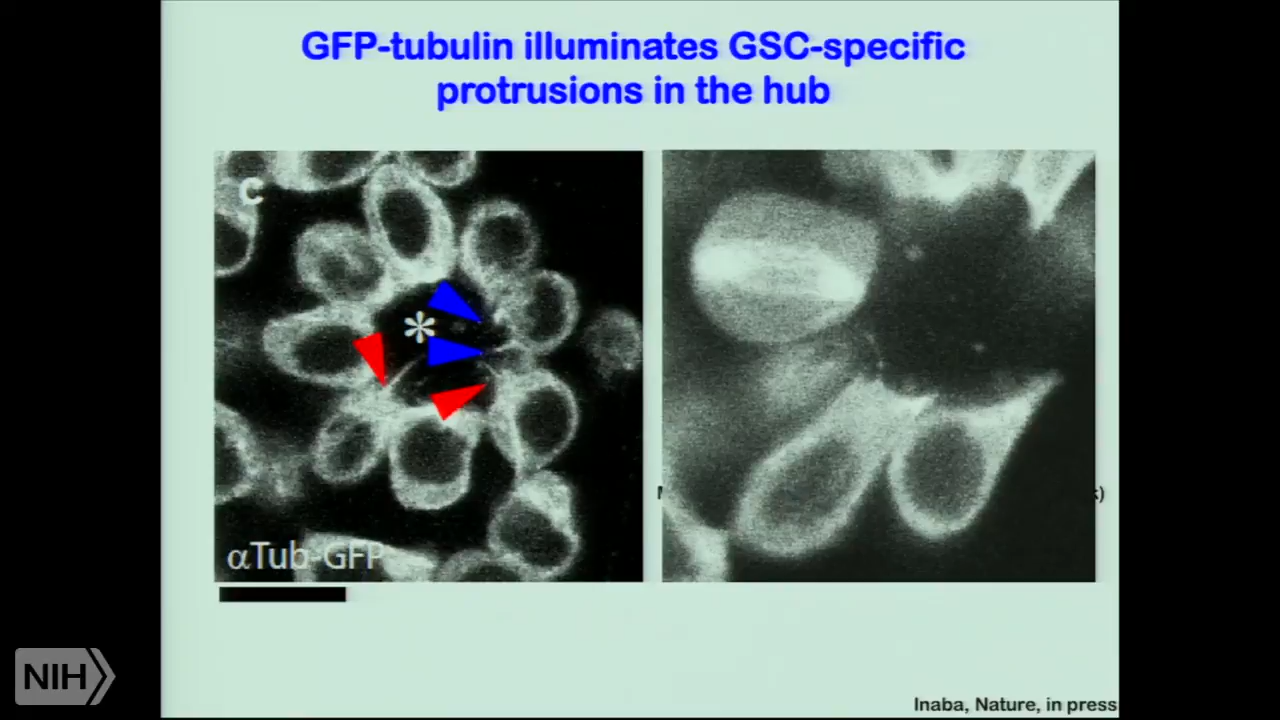 GFP-tubulin illuminates GSC-specific
protrusions in the hub
C
*
αTub-GFP
k)
NIH
Inaba, Nature, in press